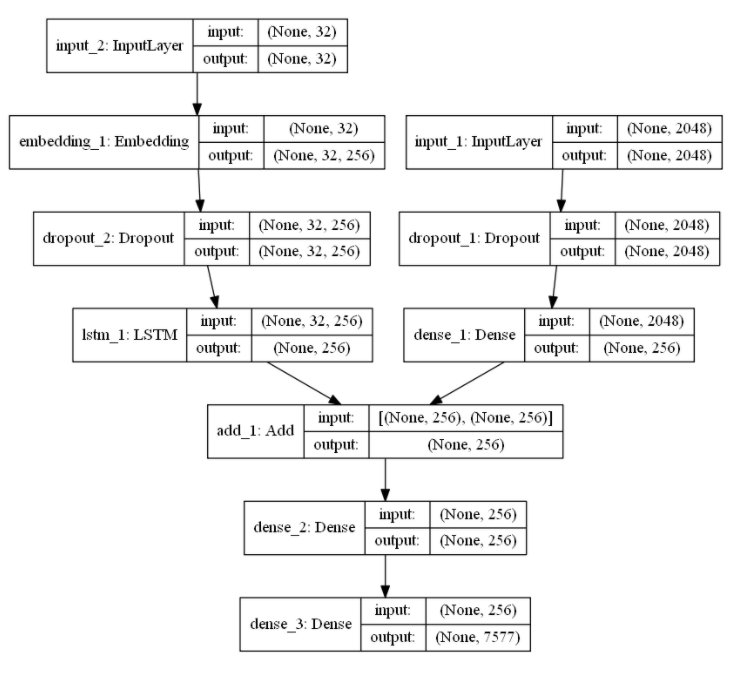 input_2: InputLayer
input: (None, 32)
output: (None, 32)
embedding_1: Embedding
input: (None, 32)
output: (None, 32, 256)
input_1: InputLayer
input: (None, 2048)
output: (None, 2048)
dropout_2: Dropout
input: (None, 32, 256)
output: (None, 32, 256)
dropout_1: Dropout
input: (None, 2048)
output: (None, 2048)
lstm_1: LSTM
input: (None, 32, 256)
output: (None, 256)
dense_1: Dense
input: (None, 2048)
output: (None, 256)
add_1: Add
input: [(None, 256), (None, 256)]
output: (None, 256)
dense_2: Dense
input: (None, 256)
output: (None, 256)
dense_3: Dense
input: (None, 256)
output: (None, 7577)